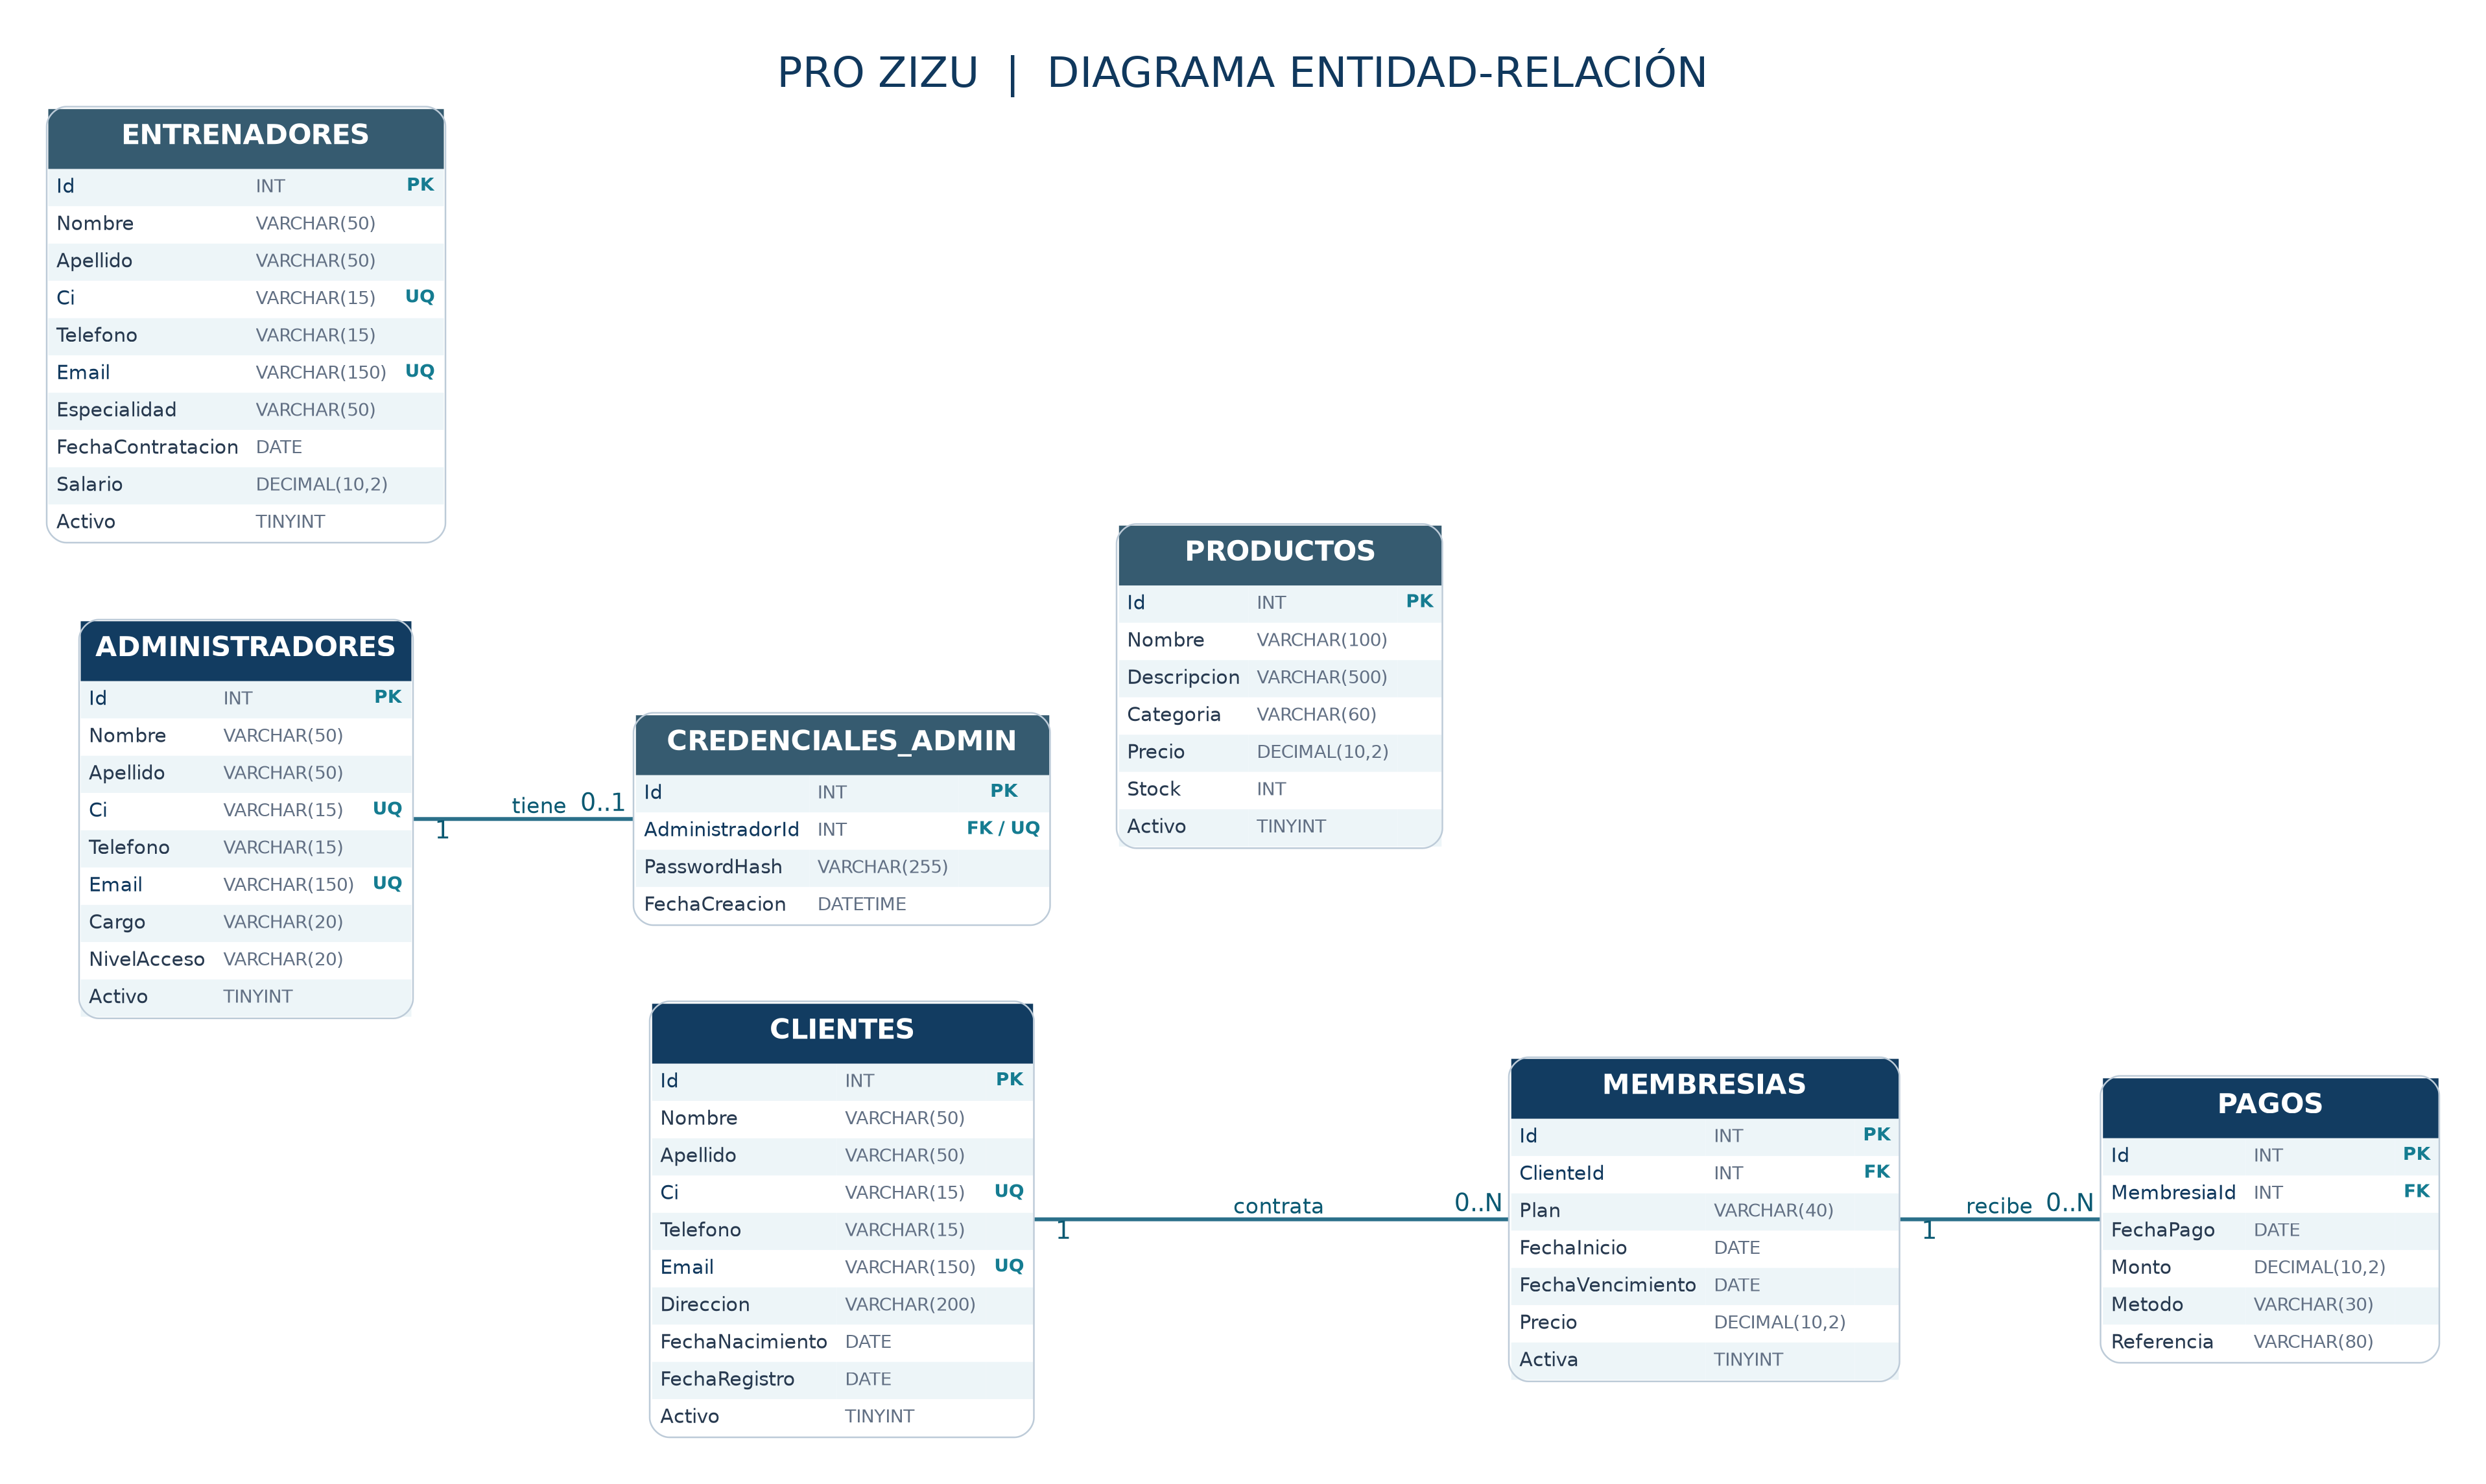 PRO ZIZU | DIAGRAMA ENTIDAD-RELACIÓN
ENTRENADORES
Id INT PK
Nombre VARCHAR(50)
Apellido VARCHAR(50)
Ci VARCHAR(15) UQ
Telefono VARCHAR(15)
Email VARCHAR(150) UQ
Especialidad VARCHAR(50)
FechaContratacion DATE
Salario DECIMAL(10,2)
Activo TINYINT
PRODUCTOS
Id INT PK
Nombre VARCHAR(100)
Descripcion VARCHAR(500)
Categoria VARCHAR(60)
Precio DECIMAL(10,2)
Stock INT
Activo TINYINT
ADMINISTRADORES
Id INT PK
Nombre VARCHAR(50)
Apellido VARCHAR(50)
Ci VARCHAR(15) UQ
Telefono VARCHAR(15)
Email VARCHAR(150) UQ
Cargo VARCHAR(20)
NivelAcceso VARCHAR(20)
Activo TINYINT
tiene 0..1
1
CREDENCIALES_ADMIN
Id INT PK
AdministradorId INT FK / UQ
PasswordHash VARCHAR(255)
FechaCreacion DATETIME
CLIENTES
Id INT PK
Nombre VARCHAR(50)
Apellido VARCHAR(50)
Ci VARCHAR(15) UQ
Telefono VARCHAR(15)
Email VARCHAR(150) UQ
Direccion VARCHAR(200)
FechaNacimiento DATE
FechaRegistro DATE
Activo TINYINT
contrata 0..N
1
MEMBRESIAS
Id INT PK
ClienteId INT FK
Plan VARCHAR(40)
FechaInicio DATE
FechaVencimiento DATE
Precio DECIMAL(10,2)
Activa TINYINT
recibe 0..N
1
PAGOS
Id INT PK
MembresiaId INT FK
FechaPago DATE
Monto DECIMAL(10,2)
Metodo VARCHAR(30)
Referencia VARCHAR(80)